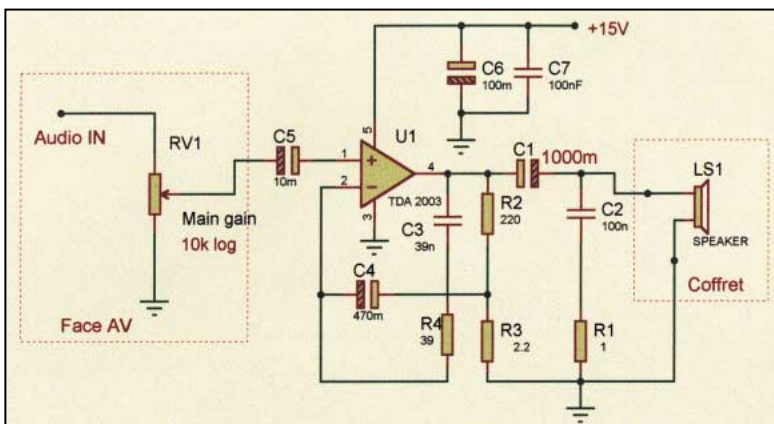 +15V
C6
100m
C7
100nF
Audio IN
RV1
C5
10m
5
U1
1
2
3
4
TDA 2003
C1
1000m
LS1
SPEAKER
Main gain
10k log
R2
220
C3
39n
C2
100n
Coffret
C4
470m
Face AV
R4
39
R3
2.2
R1
1